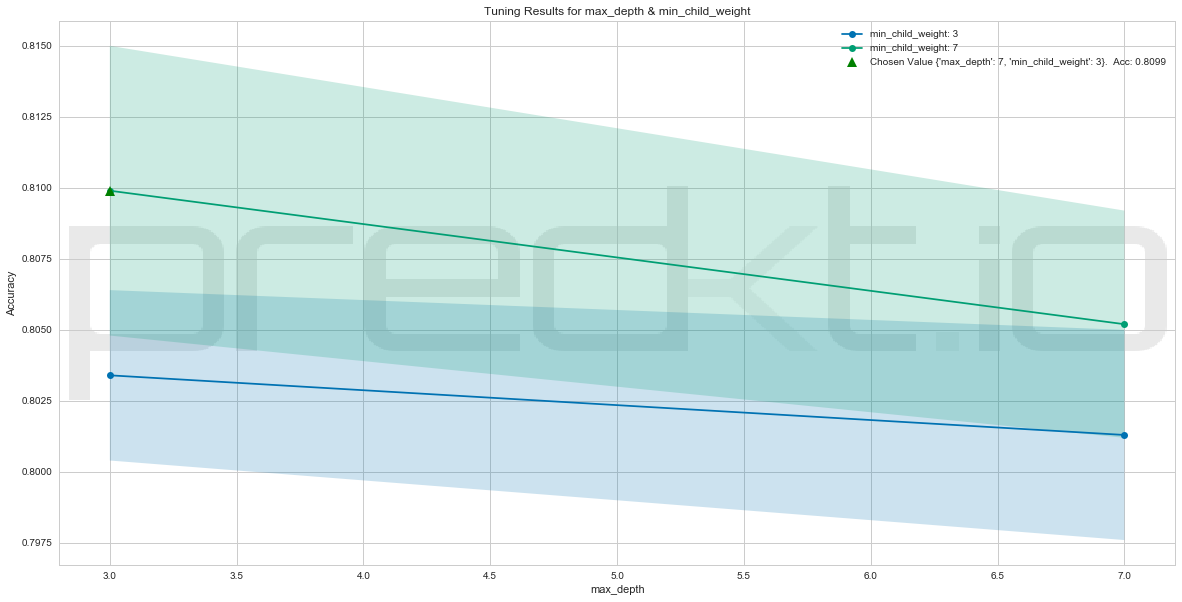 Tuning Results for max_depth & min_child_weight
min_child_weight: 3
min_child_weight: 7
Chosen Value {'max_depth': 7, 'min_child_weight': 3}.  Acc: 0.8099
0.8150
0.8125
0.8100
0.8075
0.8050
0.8025
0.8000
0.7975
Accuracy
preckt.io
3.0 3.5 4.0 4.5 5.0 5.5 6.0 6.5 7.0
max_depth